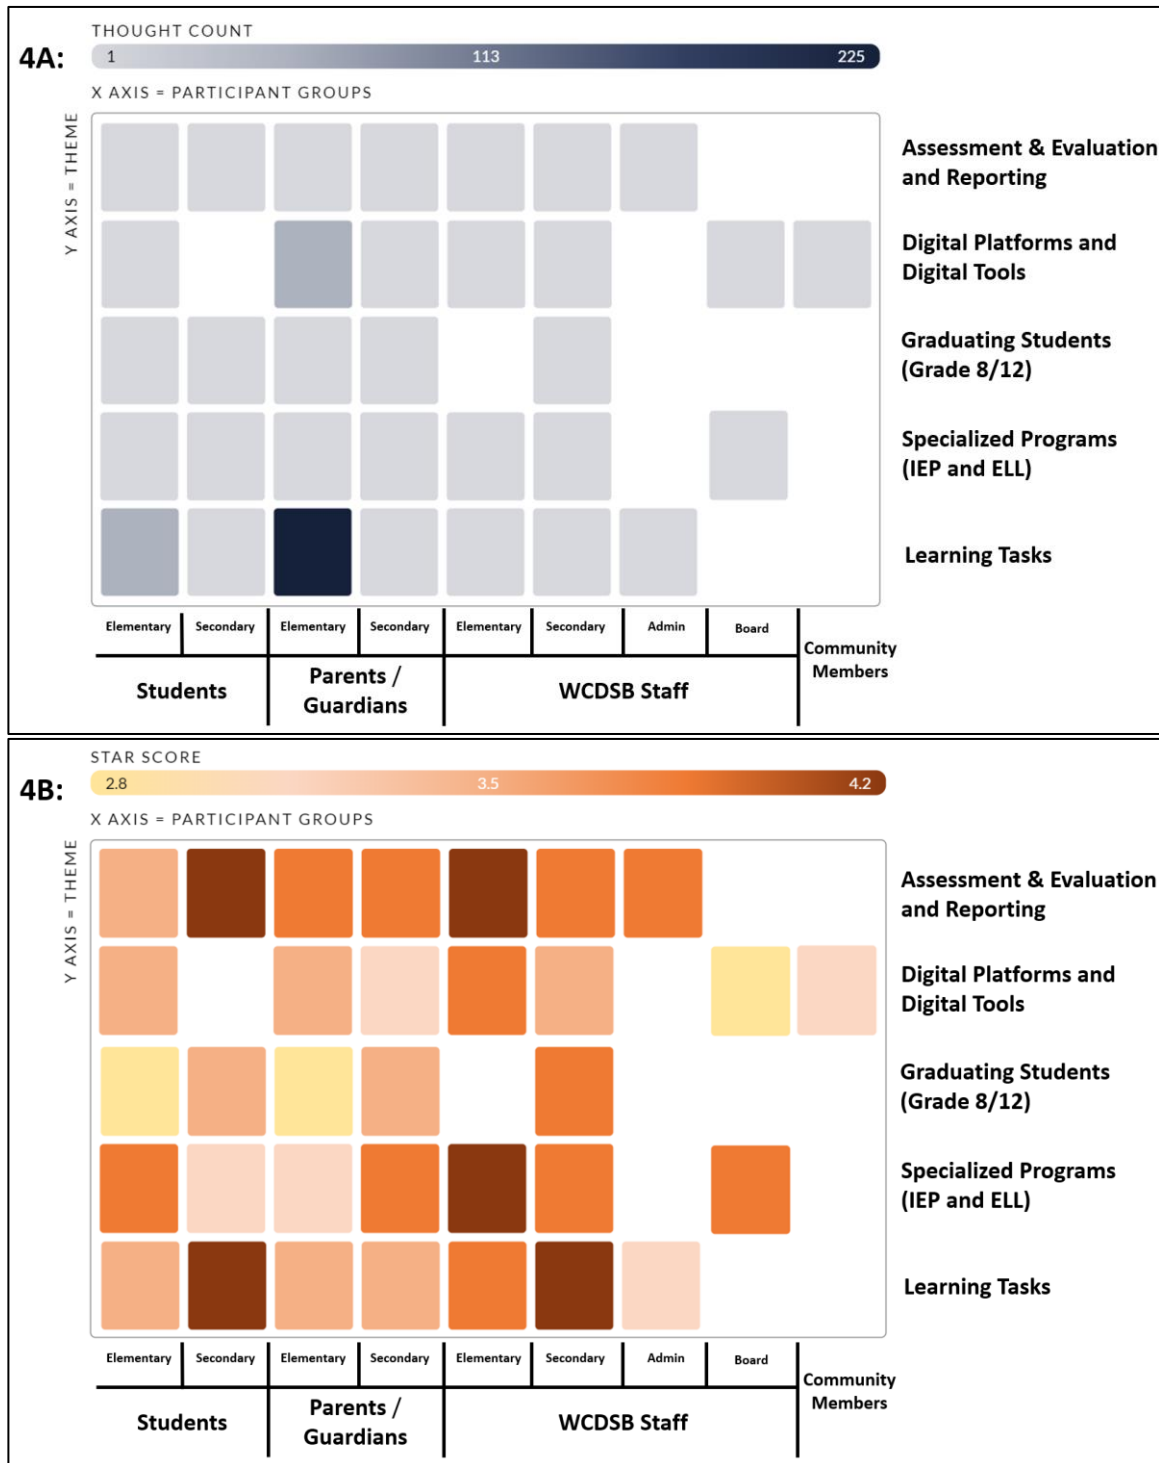 THOUGHT COUNT
4A:
1 113 225
X AXIS = PARTICIPANT GROUPS
Y AXIS = THEME
Assessment & Evaluation
and Reporting
Digital Platforms and
Digital Tools
Graduating Students
(Grade 8/12)
Specialized Programs
(IEP and ELL)
Learning Tasks
Elementary Secondary Elementary Secondary Elementary Secondary Admin Board
Community
Members
Students
Parents /
Guardians
WCDSB Staff
STAR SCORE
4B:
2.8 3.5 4.2
X AXIS = PARTICIPANT GROUPS
Y AXIS = THEME
Assessment & Evaluation
and Reporting
Digital Platforms and
Digital Tools
Graduating Students
(Grade 8/12)
Specialized Programs
(IEP and ELL)
Learning Tasks
Elementary Secondary Elementary Secondary Elementary Secondary Admin Board
Community
Members
Students
Parents /
Guardians
WCDSB Staff